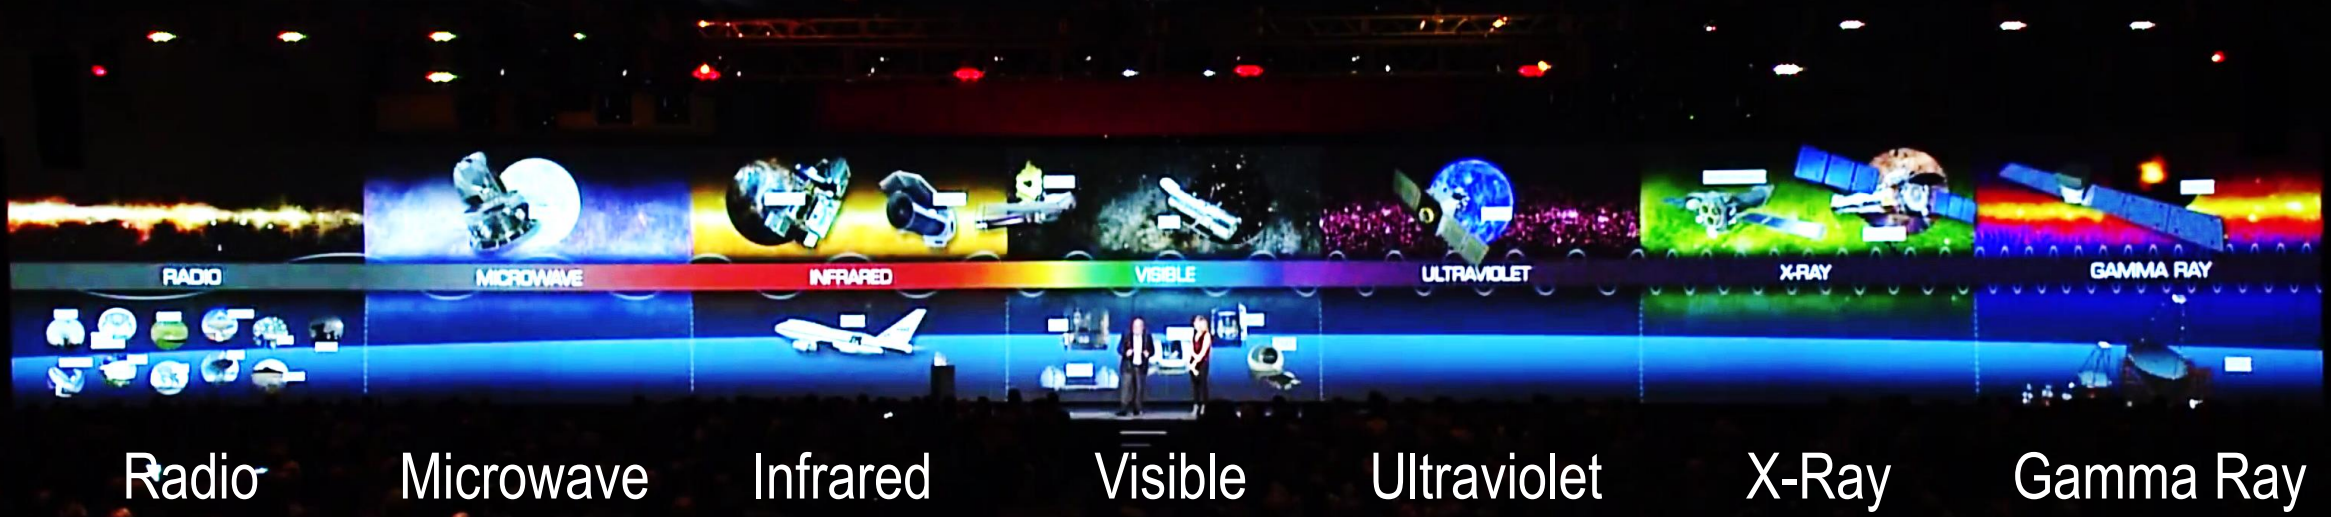 RADIO
MICROWAVE
INFRARED
VISIBLE
ULTRAVIOLET
X-RAY
GAMMA RAY
Radio
Microwave
Infrared
Visible
Ultraviolet
X-Ray
Gamma Ray